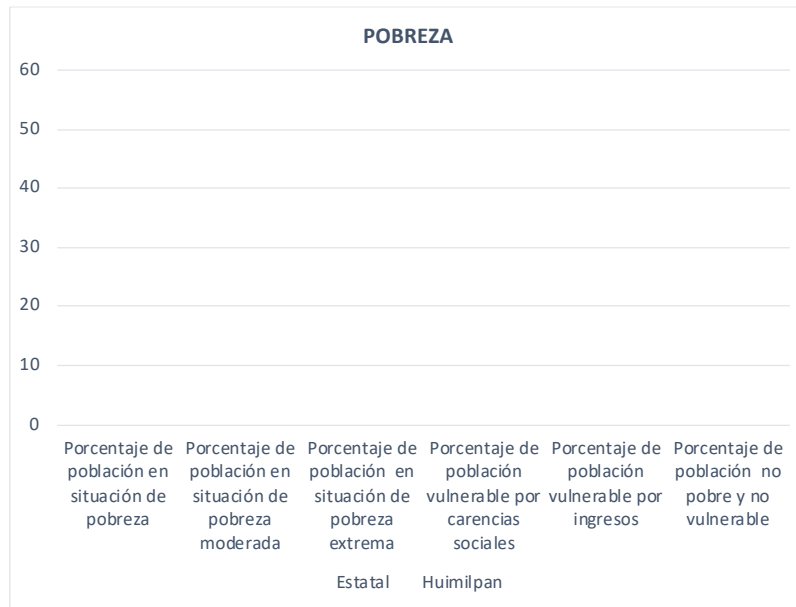 POBREZA
60
50
40
30
20
10
0
Porcentaje de
población en
situación de
pobreza
Porcentaje de
población en
situación de
pobreza
moderada
Porcentaje de
población en
situación de
pobreza
extrema
Porcentaje de
población
vulnerable por
carencias
sociales
Porcentaje de
población
vulnerable por
ingresos
Porcentaje de
población no
pobre y no
vulnerable
Estatal Huimilpan